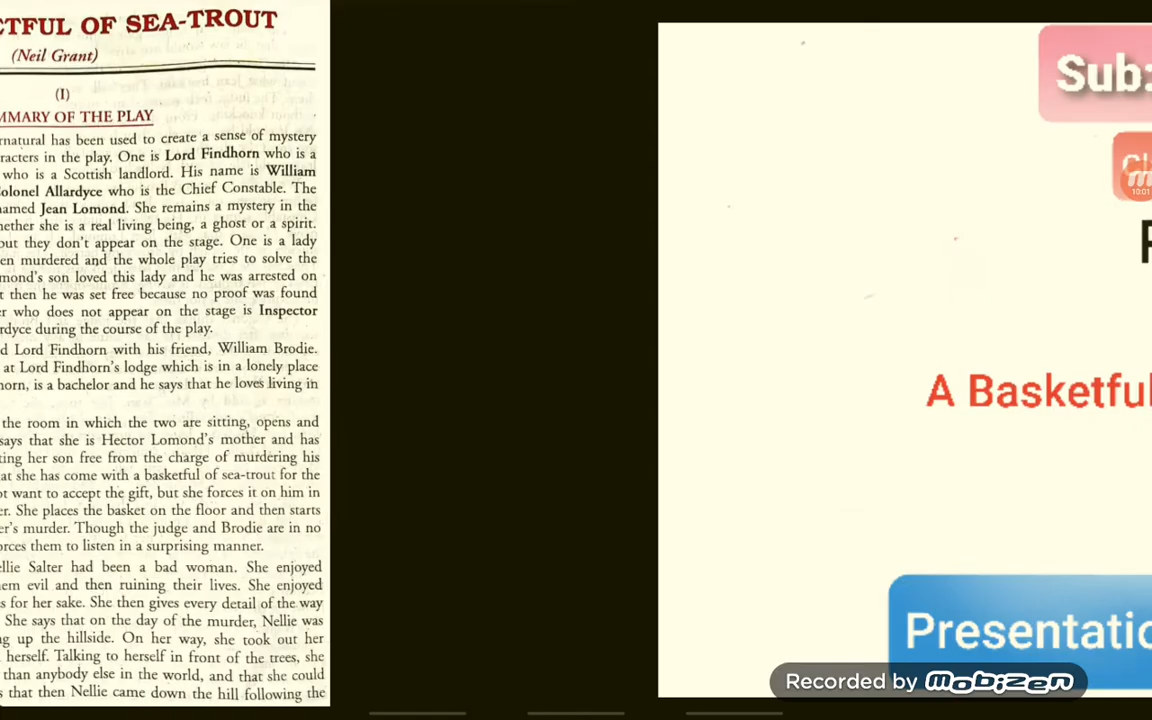 CTFUL OF SEA-TROUT
(Neil Grant)
(I)
MMARY OF THE PLAY
rnatural has been used to create a sense of mystery
racters in the play. One is Lord Findhorn who is a
who is a Scottish landlord. His name is William
olonel Allardyce who is the Chief Constable. The
named Jean Lomond. She remains a mystery in the
hether she is a real living being, a ghost or a spirit.
out they don't appear on the stage. One is a lady
en murdered and the whole play tries to solve the
mond's son loved this lady and he was arrested on
t then he was set free because no proof was found
er who does not appear on the stage is Inspector
rdyce during the course of the play.
d Lord Findhorn with his friend, William Brodie.
at Lord Findhorn's lodge which is in a lonely place
horn, is a bachelor and he says that he loves living in
the room in which the two are sitting, opens and
says that she is Hector Lomond's mother and has
ting her son free from the charge of murdering his
at she has come with a basketful of sea-trout for the
ot want to accept the gift, but she forces it on him in
er. She places the basket on the floor and then starts
er's murder. Though the judge and Brodie are in no
orces them to listen in a surprising manner.
ellie Salter had been a bad woman. She enjoyed
hem evil and then ruining their lives. She enjoyed
s for her sake. She then gives every detail of the way
She says that on the day of the murder, Nellie was
ng up the hillside. On her way, she took out her
herself. Talking to herself in front of the trees, she
than anybody else in the world, and that she could
s that then Nellie came down the hill following the
Sub:
10:01
A Basketful
Presentatio
Recorded by mobizen